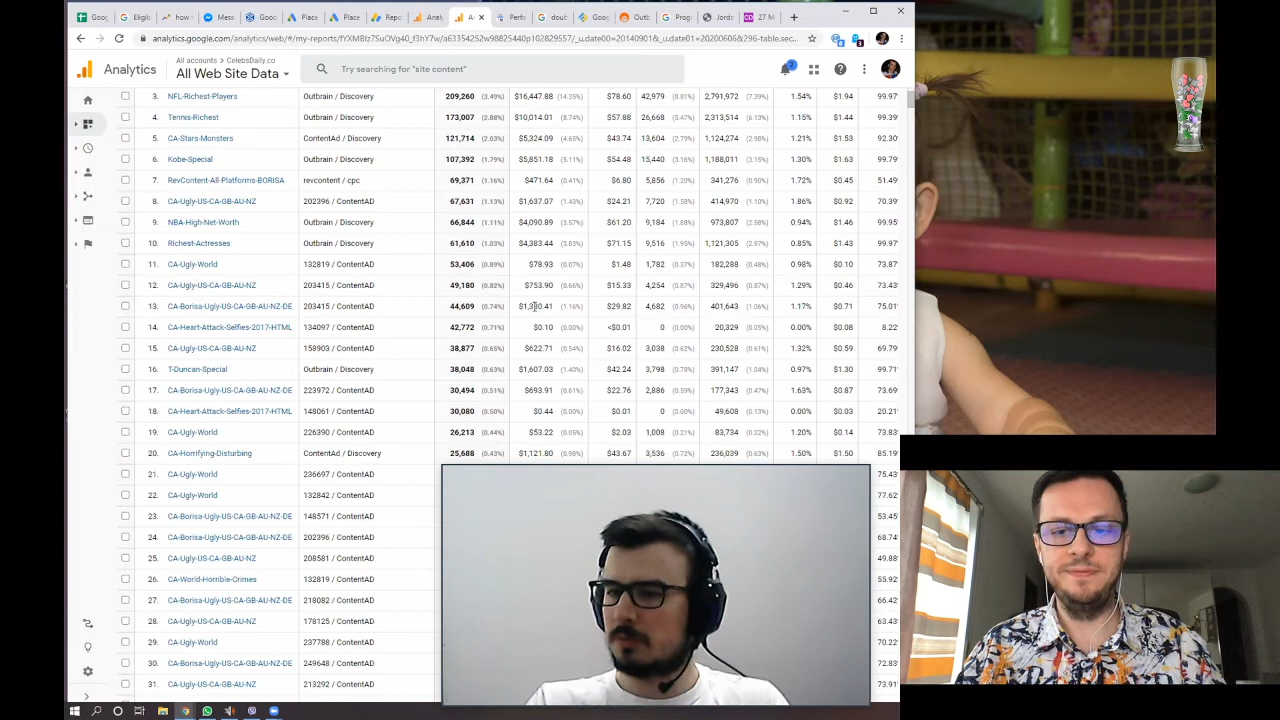 Eligib
how
Mess
Gooc
Place
Place
Repo
Analy
A
Perfo
doub
Goog
Outb
Progr
Jorda
27 M
analytics.google.com/analytics/web/#/my-reports/
Analytics
All accounts > CelebsDaily.co
All Web Site Data
Try searching for "site content"
2
3. NFL-Richest-Players Outbrain / Discovery 209,260 (3.49%) $16,447.88 (14.35%) $78.60 42,979 (8.81%) 2,791,972 (7.39%) 1.54% $1.94 99.97
4. Tennis-Richest Outbrain / Discovery 173,007 (2.88%) $10,014.01 (8.74%) $57.88 26,668 (5.47%) 2,313,514 (6.13%) 1.15% $1.44 99.39
5. CA-Stars-Monsters ContentAd / Discovery 121,714 (2.03%) $5,324.09 (4.65%) $43.74 13,604 (2.79%) 1,124,274 (2.98%) 1.21% $1.53 92.30
6. Kobe-Special Outbrain / Discovery 107,392 (1.79%) $5,851.18 (5.11%) $54.48 15,440 (3.16%) 1,188,011 (3.15%) 1.30% $1.63 99.79
7. RevContent-All-Platforms-BORISA revcontent / cpc 69,371 (1.16%) $471.64 (0.41%) $6.80 5,856 (1.20%) 341,276 (0.90%) 1.72% $0.45 51.49
8. CA-Ugly-US-CA-GB-AU-NZ 202396 / ContentAD 67,631 (1.13%) $1,637.07 (1.43%) $24.21 7,720 (1.58%) 414,970 (1.10%) 1.86% $0.92 70.39
9. NBA-High-Net-Worth Outbrain / Discovery 66,844 (1.11%) $4,090.89 (3.57%) $61.20 9,184 (1.88%) 973,807 (2.58%) 0.94% $1.46 99.95
10. Richest-Actresses Outbrain / Discovery 61,610 (1.03%) $4,383.44 (3.83%) $71.15 9,516 (1.95%) 1,121,305 (2.97%) 0.85% $1.43 99.97
11. CA-Ugly-World 132819 / ContentAD 53,406 (0.89%) $78.93 (0.07%) $1.48 1,782 (0.37%) 182,288 (0.48%) 0.98% $0.10 73.87
12. CA-Ugly-US-CA-GB-AU-NZ 203415 / ContentAD 49,180 (0.82%) $753.90 (0.66%) $15.33 4,254 (0.87%) 329,496 (0.87%) 1.29% $0.46 73.43
13. CA-Borisa-Ugly-US-CA-GB-AU-NZ-DE 203415 / ContentAD 44,609 (0.74%) (1.16%) $29.82 4,682 (0.96%) 401,643 (1.06%) 1.17% $0.71 75.01
14. CA-Heart-Attack-Selfies-2017-HTML 134097 / ContentAD 42,772 (0.71%) $0.10 (0.00%) <$0.01 0 (0.00%) 20,329 (0.05%) 0.00% $0.08 8.22
15. CA-Ugly-US-CA-GB-AU-NZ 158903 / ContentAD 38,877 (0.65%) $622.71 (0.54%) $16.02 3,038 (0.62%) 230,528 (0.61%) 1.32% $0.59 69.79
16. T-Duncan-Special Outbrain / Discovery 38,048 (0.63%) $1,607.03 (1.40%) $42.24 3,798 (0.78%) 391,147 (1.04%) 0.97% $1.30 99.71
17. CA-Borisa-Ugly-US-CA-GB-AU-NZ-DE 223972 / ContentAD 30,494 (0.51%) $693.91 (0.61%) $22.76 2,886 (0.59%) 177,343 (0.47%) 1.63% $0.87 73.69
18. CA-Heart-Attack-Selfies-2017-HTML 148061 / ContentAD 30,080 (0.50%) $0.44 (0.00%) $0.01 0 (0.00%) 49,608 (0.13%) 0.00% $0.03 20.21
19. CA-Ugly-World 226390 / ContentAD 26,213 (0.44%) $53.22 (0.05%) $2.03 1,008 (0.21%) 83,734 (0.22%) 1.20% $0.14 73.83
20. CA-Horrifying-Disturbing ContentAd / Discovery 25,688 (0.43%) $1,121.80 (0.98%) $43.67 3,536 (0.72%) 236,039 (0.63%) 1.50% $1.50 85.19
21. CA-Ugly-World 236697 / ContentAD 75.43
22. CA-Ugly-World 132842 / ContentAD 77.62
23. CA-Borisa-Ugly-US-CA-GB-AU-NZ-DE 148571 / ContentAD 53.45
24. CA-Borisa-Ugly-US-CA-GB-AU-NZ-DE 202396 / ContentAD 68.74
25. CA-Ugly-US-CA-GB-AU-NZ 208581 / ContentAD 49.88
26. CA-World-Horrible-Crimes 132819 / ContentAD 55.92
27. CA-Borisa-Ugly-US-CA-GB-AU-NZ-DE 218082 / ContentAD 66.42
28. CA-Ugly-US-CA-GB-AU-NZ 178125 / ContentAD 63.43
29. CA-Ugly-World 237788 / ContentAD 70.22
30. CA-Borisa-Ugly-US-CA-GB-AU-NZ-DE 249648 / ContentAD 72.83
31. CA-Ugly-US-CA-GB-AU-NZ 213292 / ContentAD 73.91